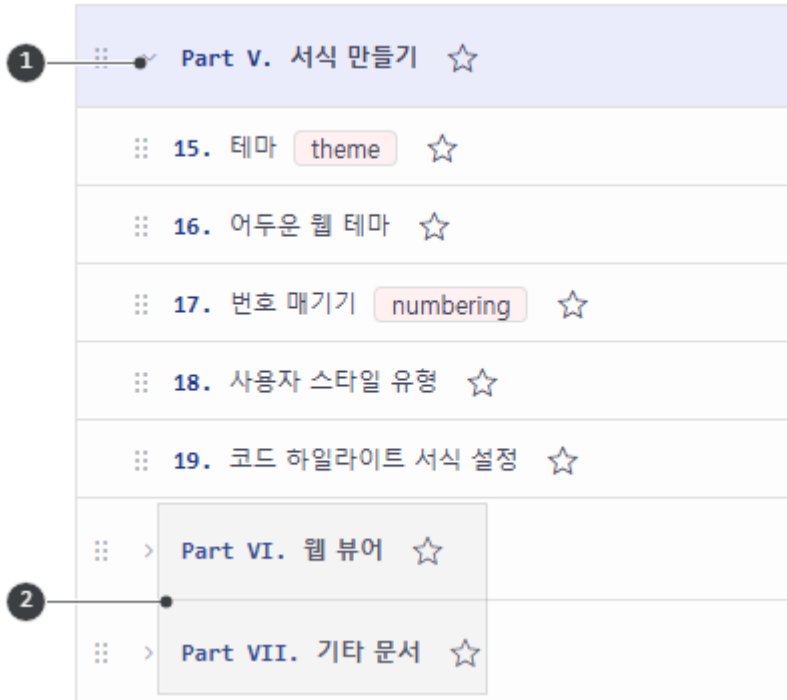 1 Part V. 서식 만들기
15. 테마 theme
16. 어두운 웹 테마
17. 번호 매기기 numbering
18. 사용자 스타일 유형
19. 코드 하일라이트 서식 설정
Part VI. 웹 뷰어
2
Part VII. 기타 문서